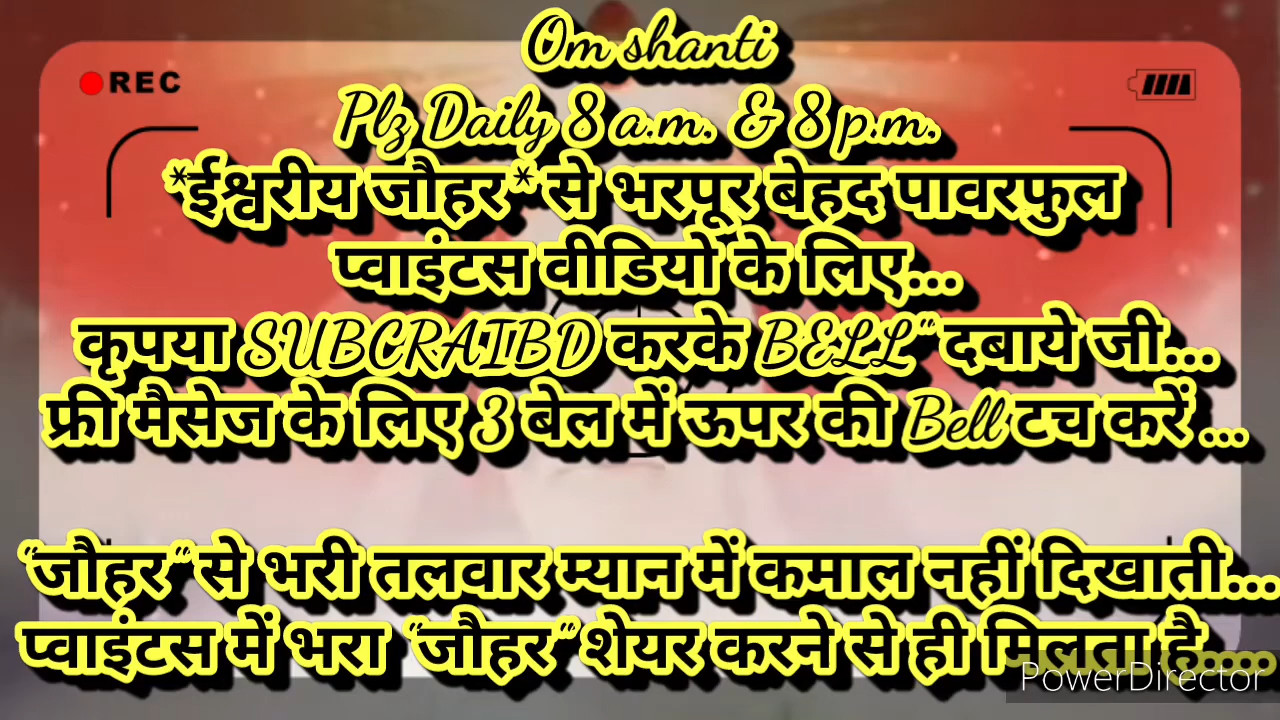 Om shanti
REC
Plz Daily 8 a.m. & 8 p.m.
*ईश्वरीय जौहर* से भरपूर बेहद पावरफुल
प्वाइंटस वीडियो के लिए...
कृपया SUBCRAIBD करके BELL" दबाये जी...
फ्री मैसेज के लिए 3 बेल में ऊपर की Bell टच करें ...
"जौहर" से भरी तलवार म्यान में कमाल नहीं दिखाती...
प्वाइंटस में भरा "जौहर" शेयर करने से ही मिलता है....
PowerDirector